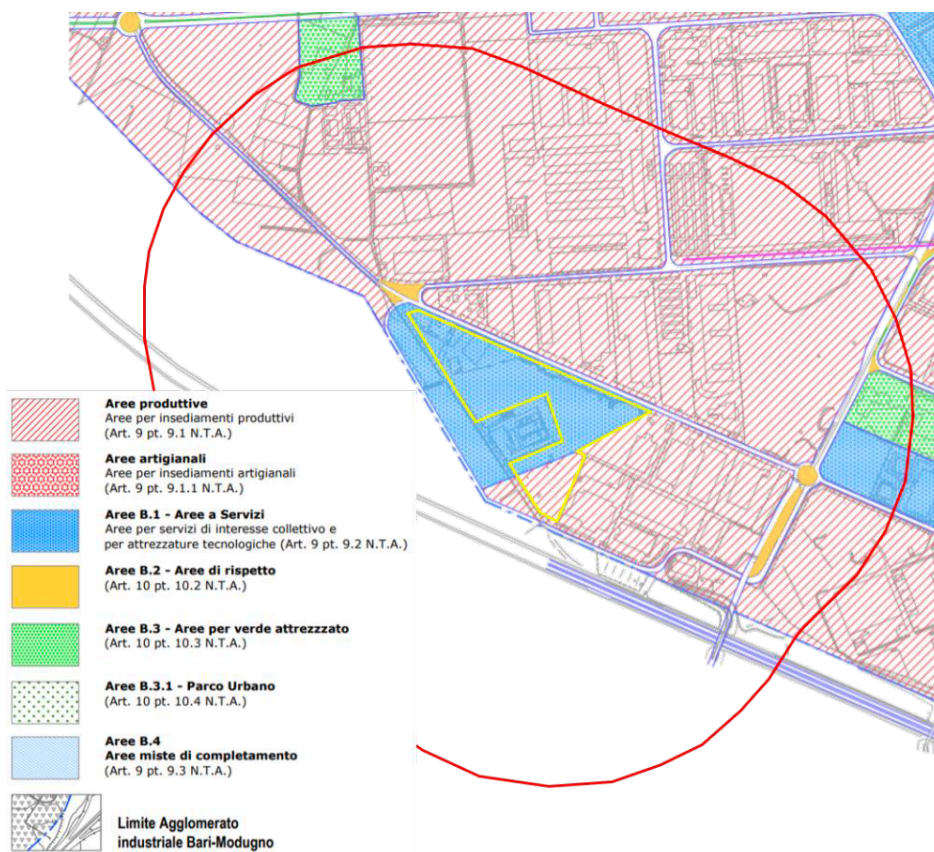 Aree produttive
Aree per insediamenti produttivi
(Art. 9 pt. 9.1 N.T.A.)
Aree artigianali
Aree per insediamenti artigianali
(Art. 9 pt. 9.1.1 N.T.A.)
Aree B.1 - Aree a Servizi
Aree per servizi di interesse collettivo e
per attrezzature tecnologiche (Art. 9 pt. 9.2 N.T.A.)
Aree B.2 - Aree di rispetto
(Art. 10 pt. 10.2 N.T.A.)
Aree B.3 - Aree per verde attrezzzato
(Art. 10 pt. 10.3 N.T.A.)
Aree B.3.1 - Parco Urbano
(Art. 10 pt. 10.4 N.T.A.)
Aree B.4
Aree miste di completamento
(Art. 9 pt. 9.3 N.T.A.)
Limite Agglomerato
industriale Bari-Modugno